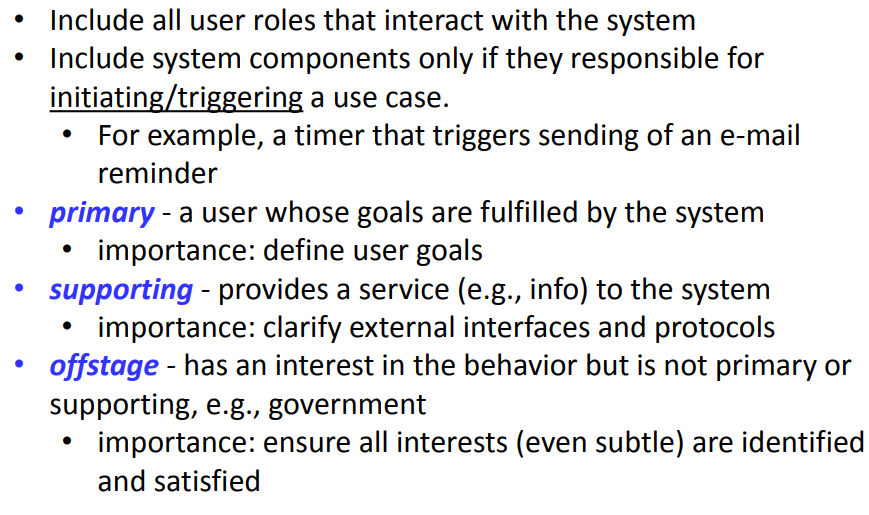 • Include all user roles that interact with the system
• Include system components only if they responsible for
initiating/triggering a use case.
• For example, a timer that triggers sending of an e-mail
reminder
• primary - a user whose goals are fulfilled by the system
• importance: define user goals
• supporting - provides a service (e.g., info) to the system
• importance: clarify external interfaces and protocols
• offstage - has an interest in the behavior but is not primary or
supporting, e.g., government
• importance: ensure all interests (even subtle) are identified
and satisfied